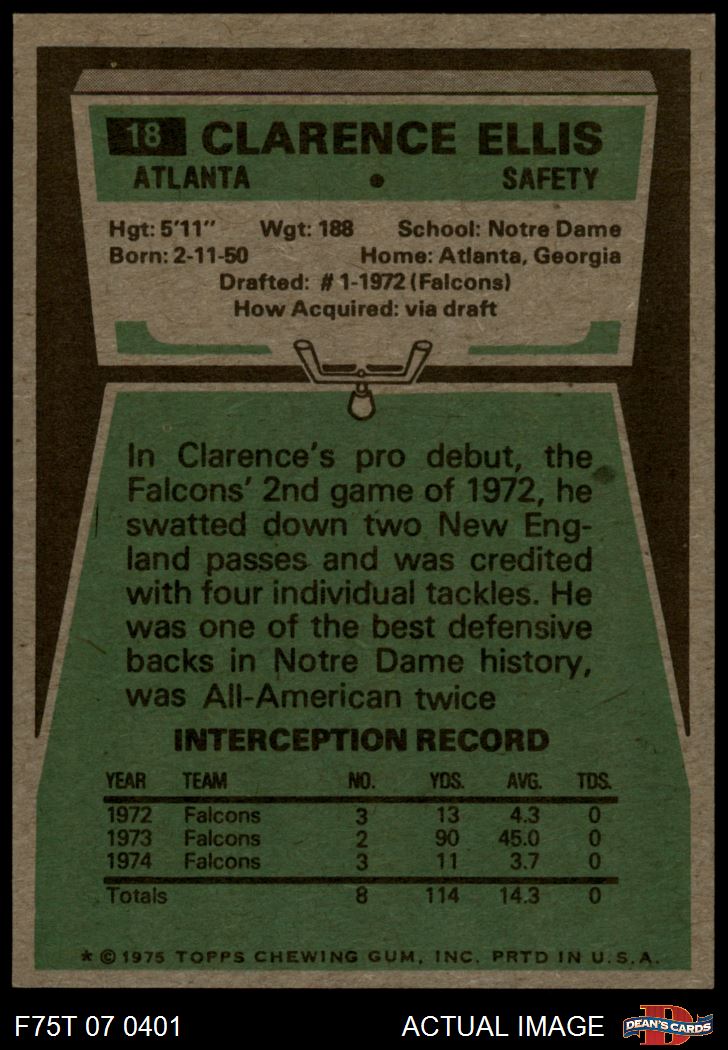 18 CLARENCE ELLIS
ATLANTA • SAFETY
Hgt: 5'11" Wgt: 188 School: Notre Dame
Born: 2-11-50 Home: Atlanta, Georgia
Drafted: #1-1972 (Falcons)
How Acquired: via draft
In Clarence's pro debut, the
Falcons' 2nd game of 1972, he
swatted down two New Eng-
land passes and was credited
with four individual tackles. He
was one of the best defensive
backs in Notre Dame history,
was All-American twice
INTERCEPTION RECORD
YEAR TEAM NO. YDS. AVG. TDS.
1972 Falcons 3 13 4.3 0
1973 Falcons 2 90 45.0 0
1974 Falcons 3 11 3.7 0
Totals 8 114 14.3 0
* © 1975 TOPPS CHEWING GUM, INC. PRTD IN U.S.A.
F75T 07 0401 ACTUAL IMAGE D DEAN'S CARDS